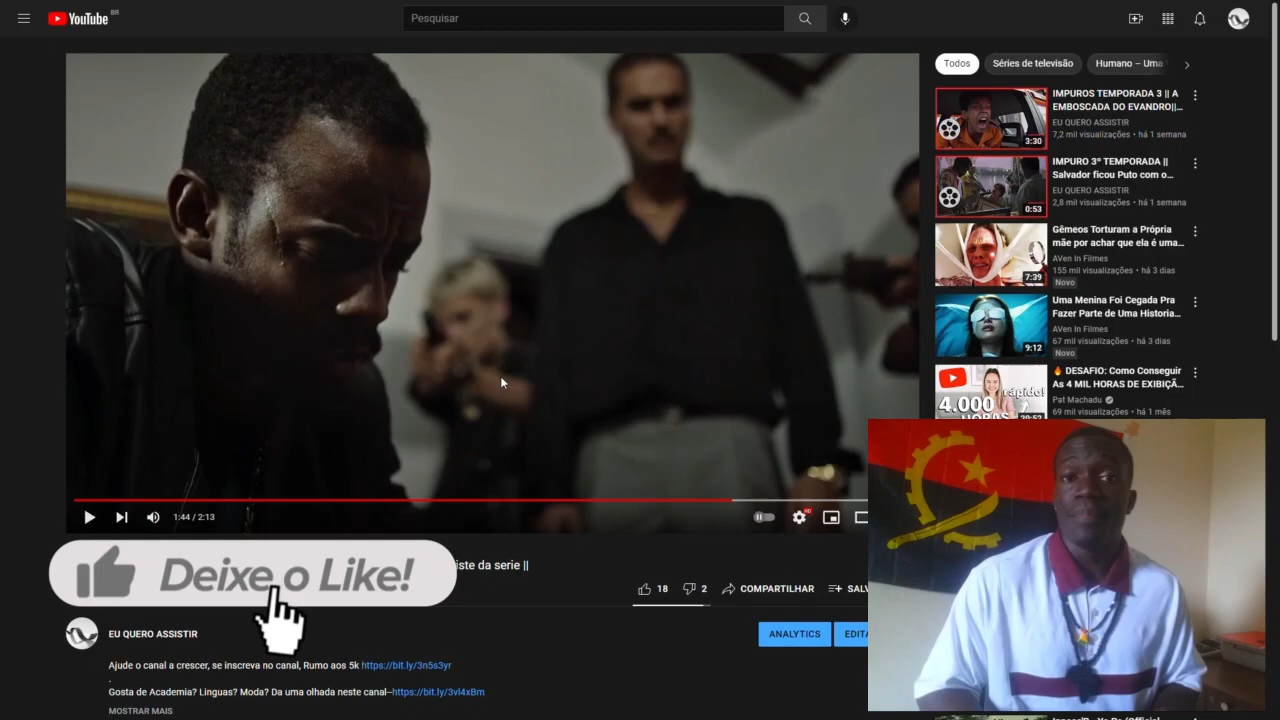 YouTube BR
Pesquisar
Todos
Séries de televisão
Humano – Uma
IMPUROS TEMPORADA 3 || A
EMBOSCADA DO EVANDRO||...
EU QUERO ASSISTIR
7,2 mil visualizações • há 1 semana
3:30
IMPURO 3º TEMPORADA ||
Salvador ficou Puto com o...
EU QUERO ASSISTIR
2,8 mil visualizações • há 1 semana
0:53
Gêmeos Torturam a Própria
mãe por achar que ela é uma...
AVen In Filmes
155 mil visualizações • há 3 dias
Novo
7:39
Uma Menina Foi Cegada Pra
Fazer Parte de Uma Historia...
AVen In Filmes
67 mil visualizações • há 3 dias
Novo
9:12
🔥 DESAFIO: Como Conseguir
As 4 MIL HORAS DE EXIBIÇÃ...
Pat Machadu
69 mil visualizações • há 1 mês
rápido!
4.000
HORAS
1:44 / 2:13
HD
Deixe o Like!
iste da serie ||
18
2
COMPARTILHAR
SALV
EU QUERO ASSISTIR
ANALYTICS
EDITA
Ajude o canal a crescer, se inscreva no canal, Rumo aos 5k https://bit.ly/3n5s3yr
.
Gosta de Academia? Linguas? Moda? Da uma olhada neste canal--https://bit.ly/3vl4xBm
MOSTRAR MAIS